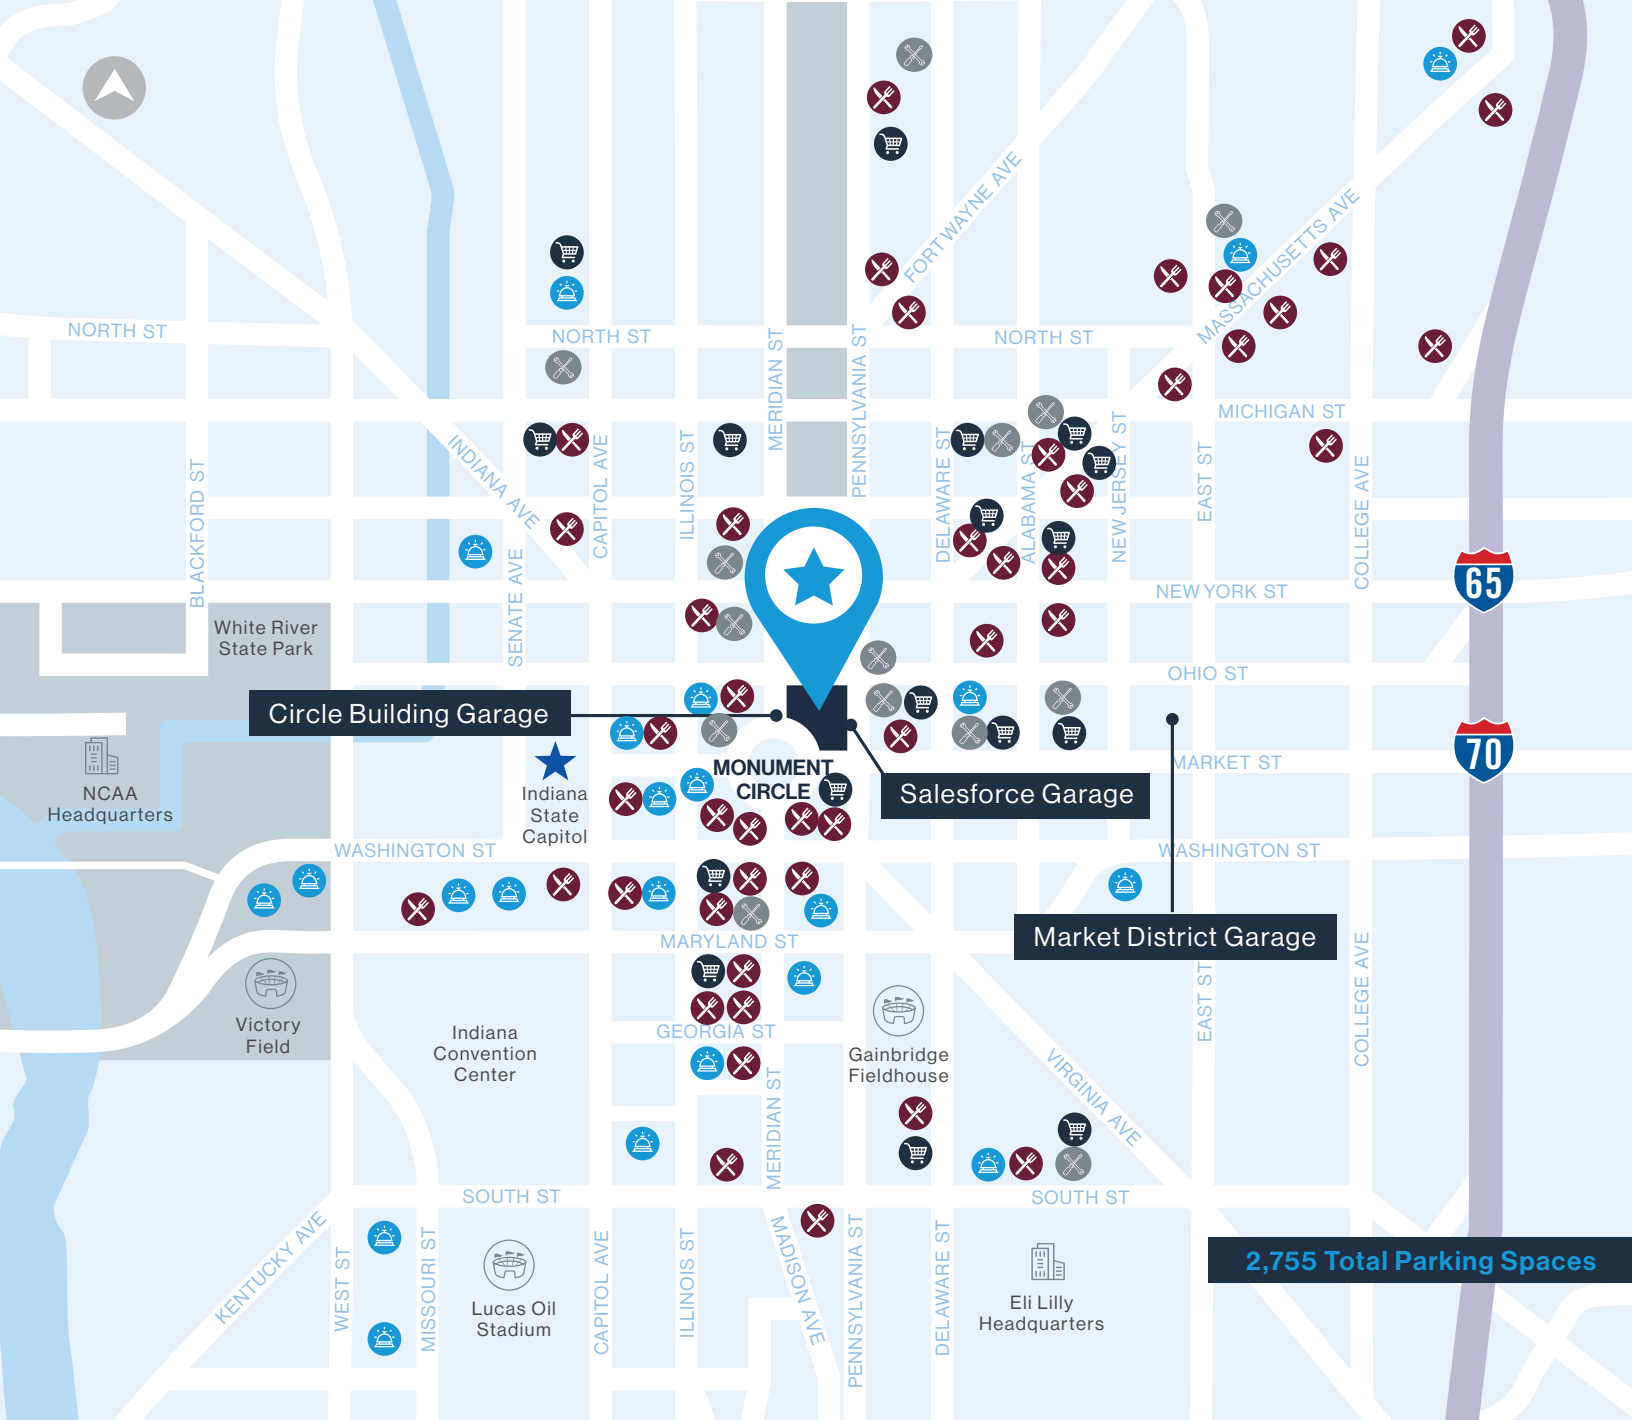 FORT WAYNE AVE
MASSACHUSETTS AVE
NORTH ST
NORTH ST
NORTH ST
MERIDIAN ST
PENNSYLVANIA ST
MICHIGAN ST
INDIANA AVE
BLACKFORD ST
CAPITOL AVE
ILLINOIS ST
DELAWARE ST
ALABAMA ST
NEW JERSEY ST
EAST ST
COLLEGE AVE
SENATE AVE
65
NEW YORK ST
White River
State Park
OHIO ST
Circle Building Garage
70
MONUMENT
CIRCLE
MARKET ST
NCAA
Headquarters
Indiana
State
Capitol
Salesforce Garage
WASHINGTON ST
WASHINGTON ST
Market District Garage
MARYLAND ST
EAST ST
COLLEGE AVE
Victory
Field
Indiana
Convention
Center
GEORGIA ST
Gainbridge
Fieldhouse
VIRGINIA AVE
MERIDIAN ST
SOUTH ST
SOUTH ST
KENTUCKY AVE
WEST ST
MISSOURI ST
Lucas Oil
Stadium
CAPITOL AVE
ILLINOIS ST
MADISON AVE
PENNSYLVANIA ST
DELAWARE ST
Eli Lilly
Headquarters
2,755 Total Parking Spaces